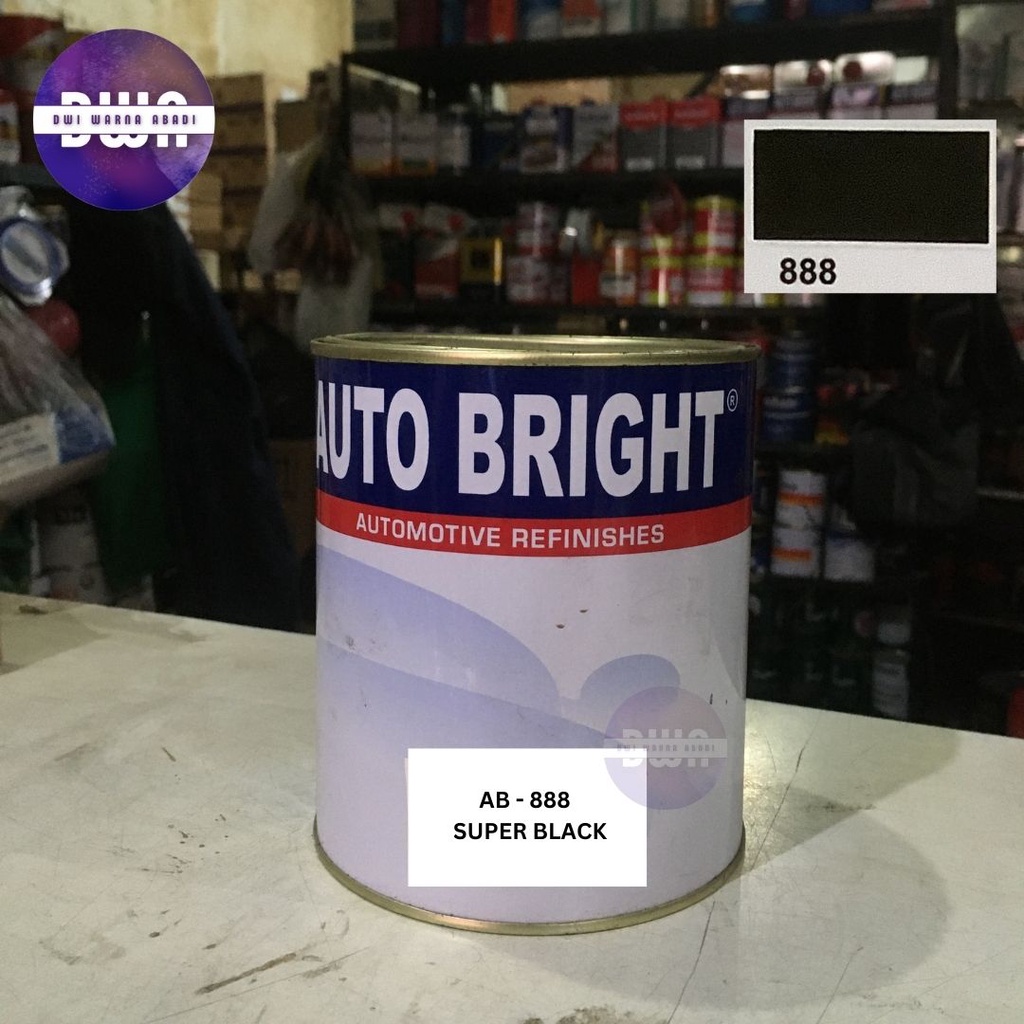 DWA
DWI WARNA ABADI
888
AUTO BRIGHT®
AUTOMOTIVE REFINISHES
DWA
DWI WARNA ABADI
AB - 888
SUPER BLACK